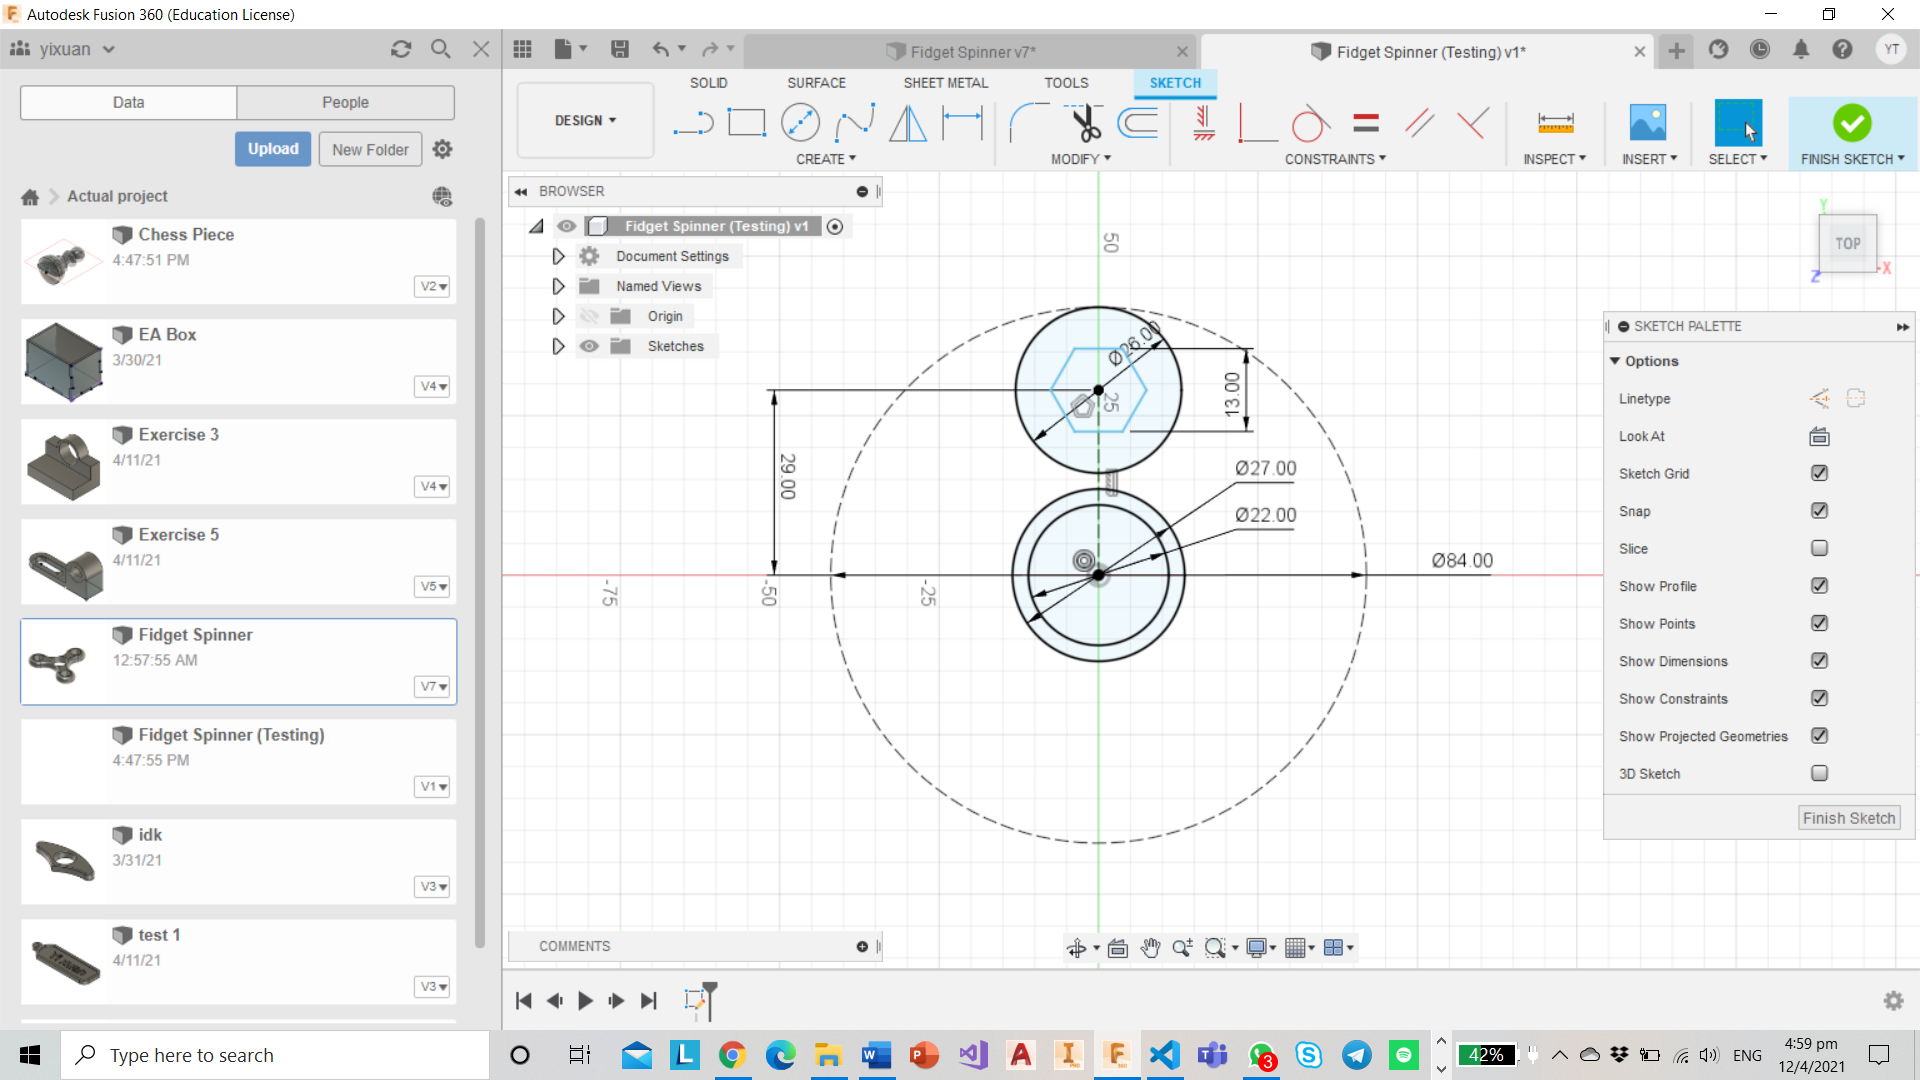 Autodesk Fusion 360 (Education License)
yixuan
Fidget Spinner v7*
Fidget Spinner (Testing) v1*
YT
Data
People
Upload
New Folder
Actual project
Chess Piece
4:47:51 PM
V2
EA Box
3/30/21
V4
Exercise 3
4/11/21
V4
Exercise 5
4/11/21
V5
Fidget Spinner
12:57:55 AM
V7
Fidget Spinner (Testing)
4:47:55 PM
V1
idk
3/31/21
V3
test 1
4/11/21
V3
DESIGN
SOLID
SURFACE
SHEET METAL
TOOLS
SKETCH
CREATE
MODIFY
CONSTRAINTS
INSPECT
INSERT
SELECT
FINISH SKETCH
BROWSER
Fidget Spinner (Testing) v1
Document Settings
Named Views
Origin
Sketches
50
25
-25
-50
-75
Ø26.00
13.00
29.00
Ø27.00
Ø22.00
Ø84.00
Y
TOP
X
Z
SKETCH PALETTE
Options
Linetype
Look At
Sketch Grid
Snap
Slice
Show Profile
Show Points
Show Dimensions
Show Constraints
Show Projected Geometries
3D Sketch
Finish Sketch
COMMENTS
Type here to search
3
42%
ENG
4:59 pm
12/4/2021